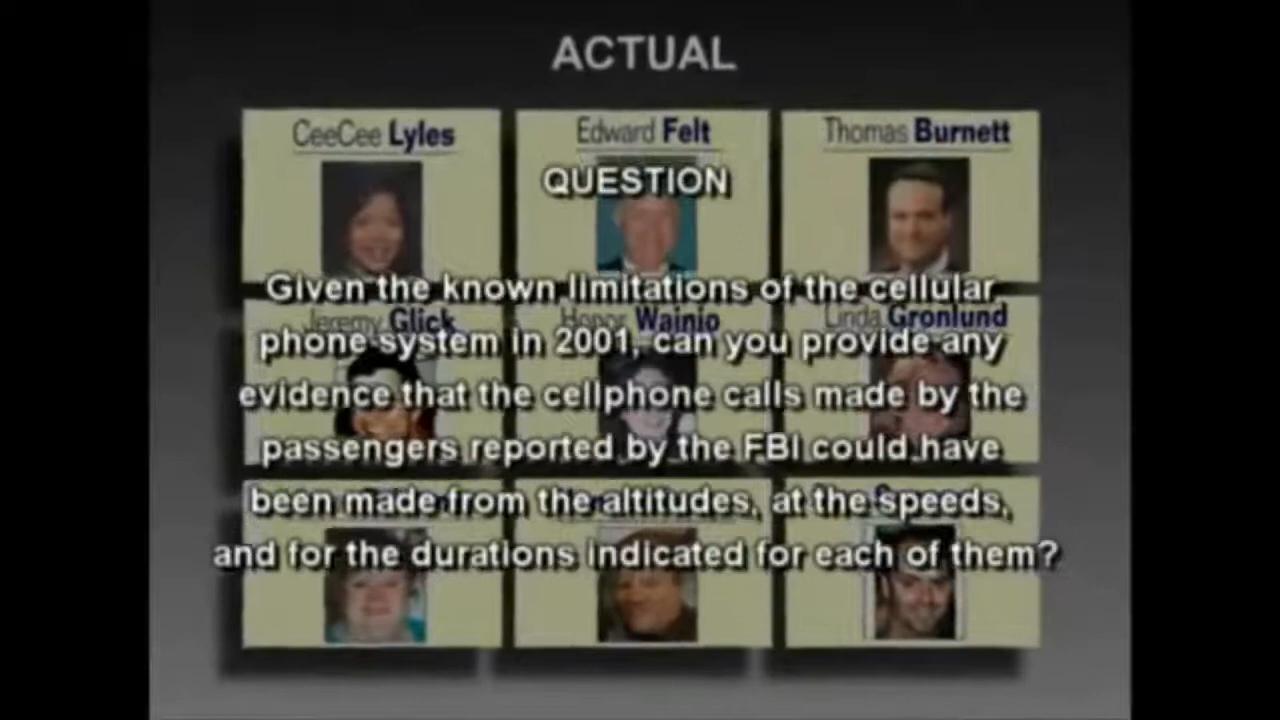 ACTUAL
CeeCee Lyles
Edward Felt
Thomas Burnett
QUESTION
Given the known limitations of the cellular
Jeremy Glick
Honor Wainio
Linda Gronlund
phone system in 2001, can you provide any
evidence that the cellphone calls made by the
passengers reported by the FBI could have
been made from the altitudes, at the speeds,
and for the durations indicated for each of them?